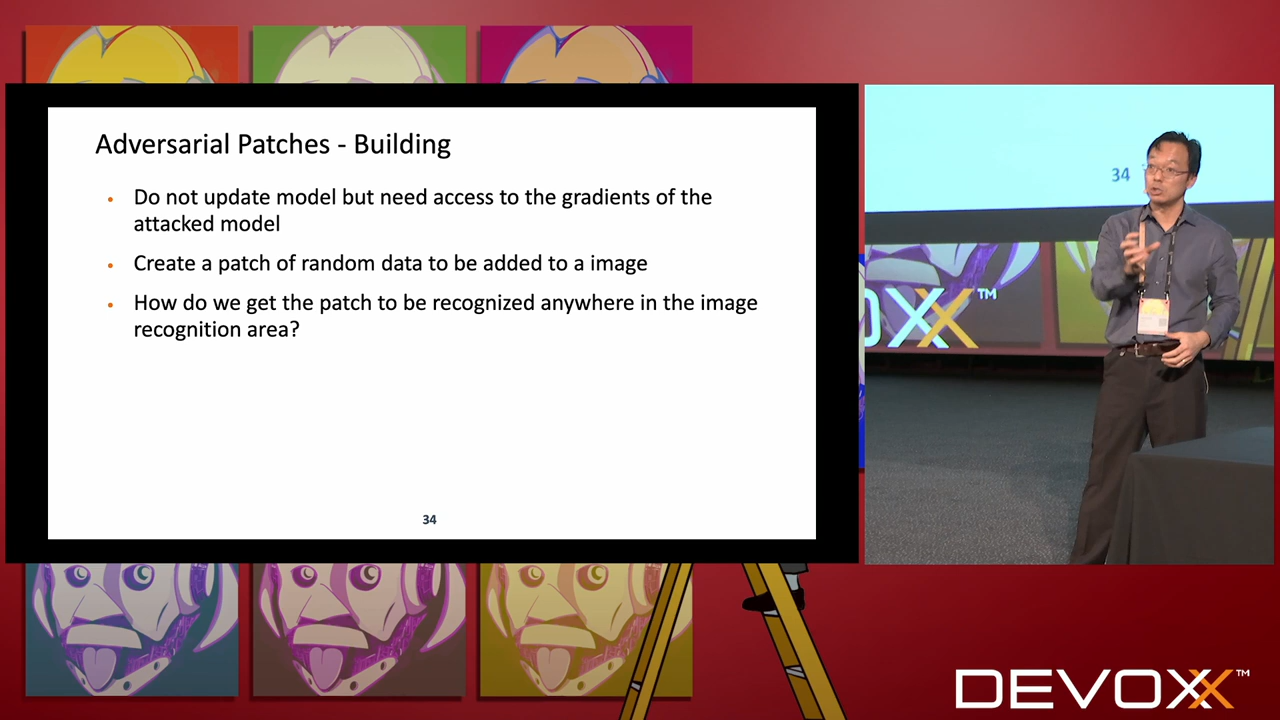 Adversarial Patches - Building
• Do not update model but need access to the gradients of the
attacked model
• Create a patch of random data to be added to a image
• How do we get the patch to be recognized anywhere in the image
recognition area?
34
34
OXX™
DEVOXX™